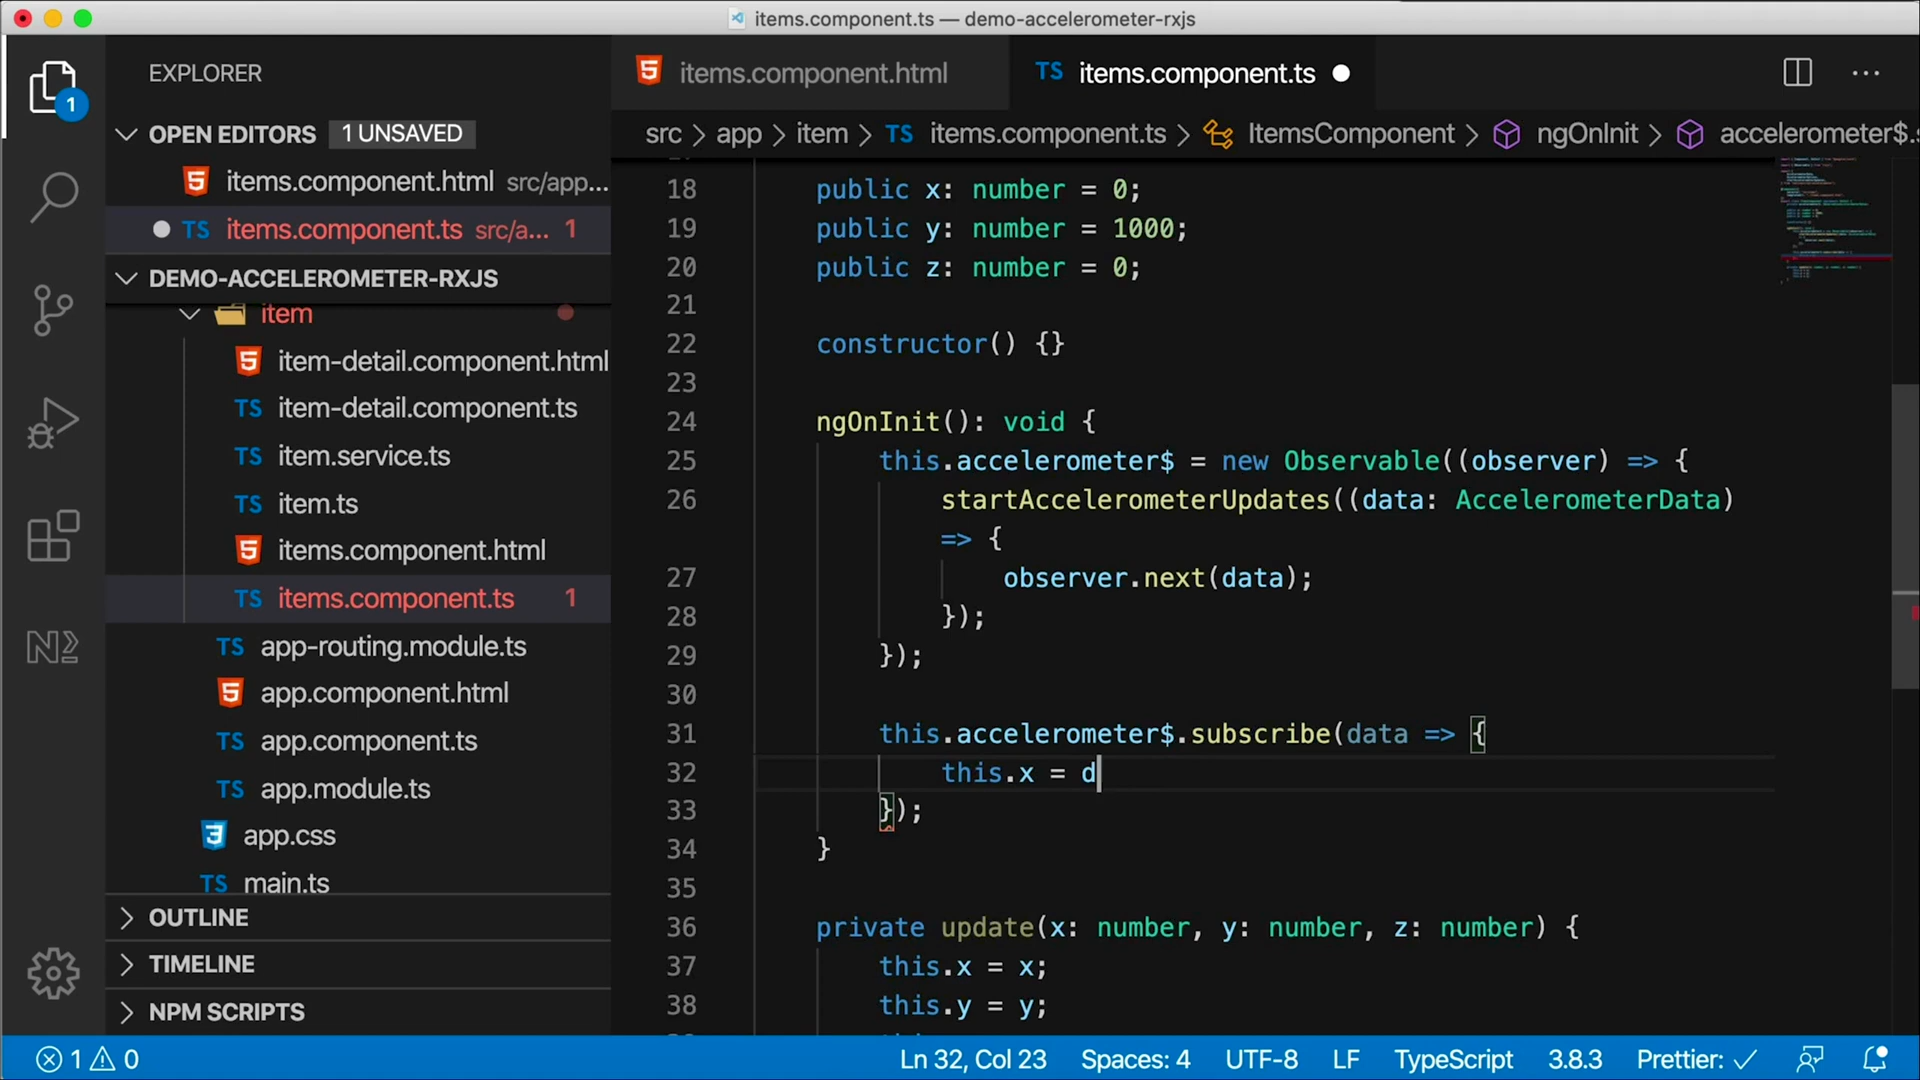 items.component.ts — demo-accelerometer-rxjs
EXPLORER
1
OPEN EDITORS 1 UNSAVED
items.component.html src/app...
TS items.component.ts src/a... 1
DEMO-ACCELEROMETER-RXJS
item
item-detail.component.html
TS item-detail.component.ts
TS item.service.ts
TS item.ts
items.component.html
TS items.component.ts 1
TS app-routing.module.ts
app.component.html
TS app.component.ts
TS app.module.ts
app.css
TS main.ts
OUTLINE
TIMELINE
NPM SCRIPTS
items.component.html
TS items.component.ts
src > app > item > TS items.component.ts > ItemsComponent > ngOnInit > accelerometer$.s
18 public x: number = 0;
19 public y: number = 1000;
20 public z: number = 0;
21
22 constructor() {}
23
24 ngOnInit(): void {
25 this.accelerometer$ = new Observable((observer) => {
26 startAccelerometerUpdates((data: AccelerometerData)
=> {
27 observer.next(data);
28 });
29 });
30
31 this.accelerometer$.subscribe(data => {
32 this.x = d
33 });
34 }
35
36 private update(x: number, y: number, z: number) {
37 this.x = x;
38 this.y = y;
1 0
Ln 32, Col 23 Spaces: 4 UTF-8 LF TypeScript 3.8.3 Prettier: ✓